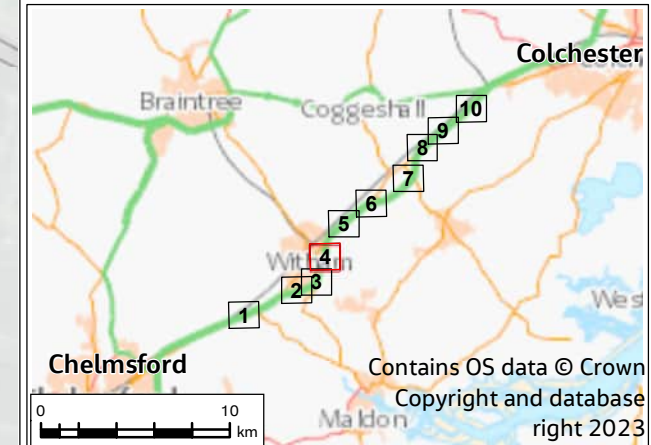 Colchester
Braintree
Coggeshall
10
9
8
7
6
5
4
Witham
3
2
1
West
Chelmsford
Contains OS data © Crown
Copyright and database
right 2023
Maldon
0 10
km